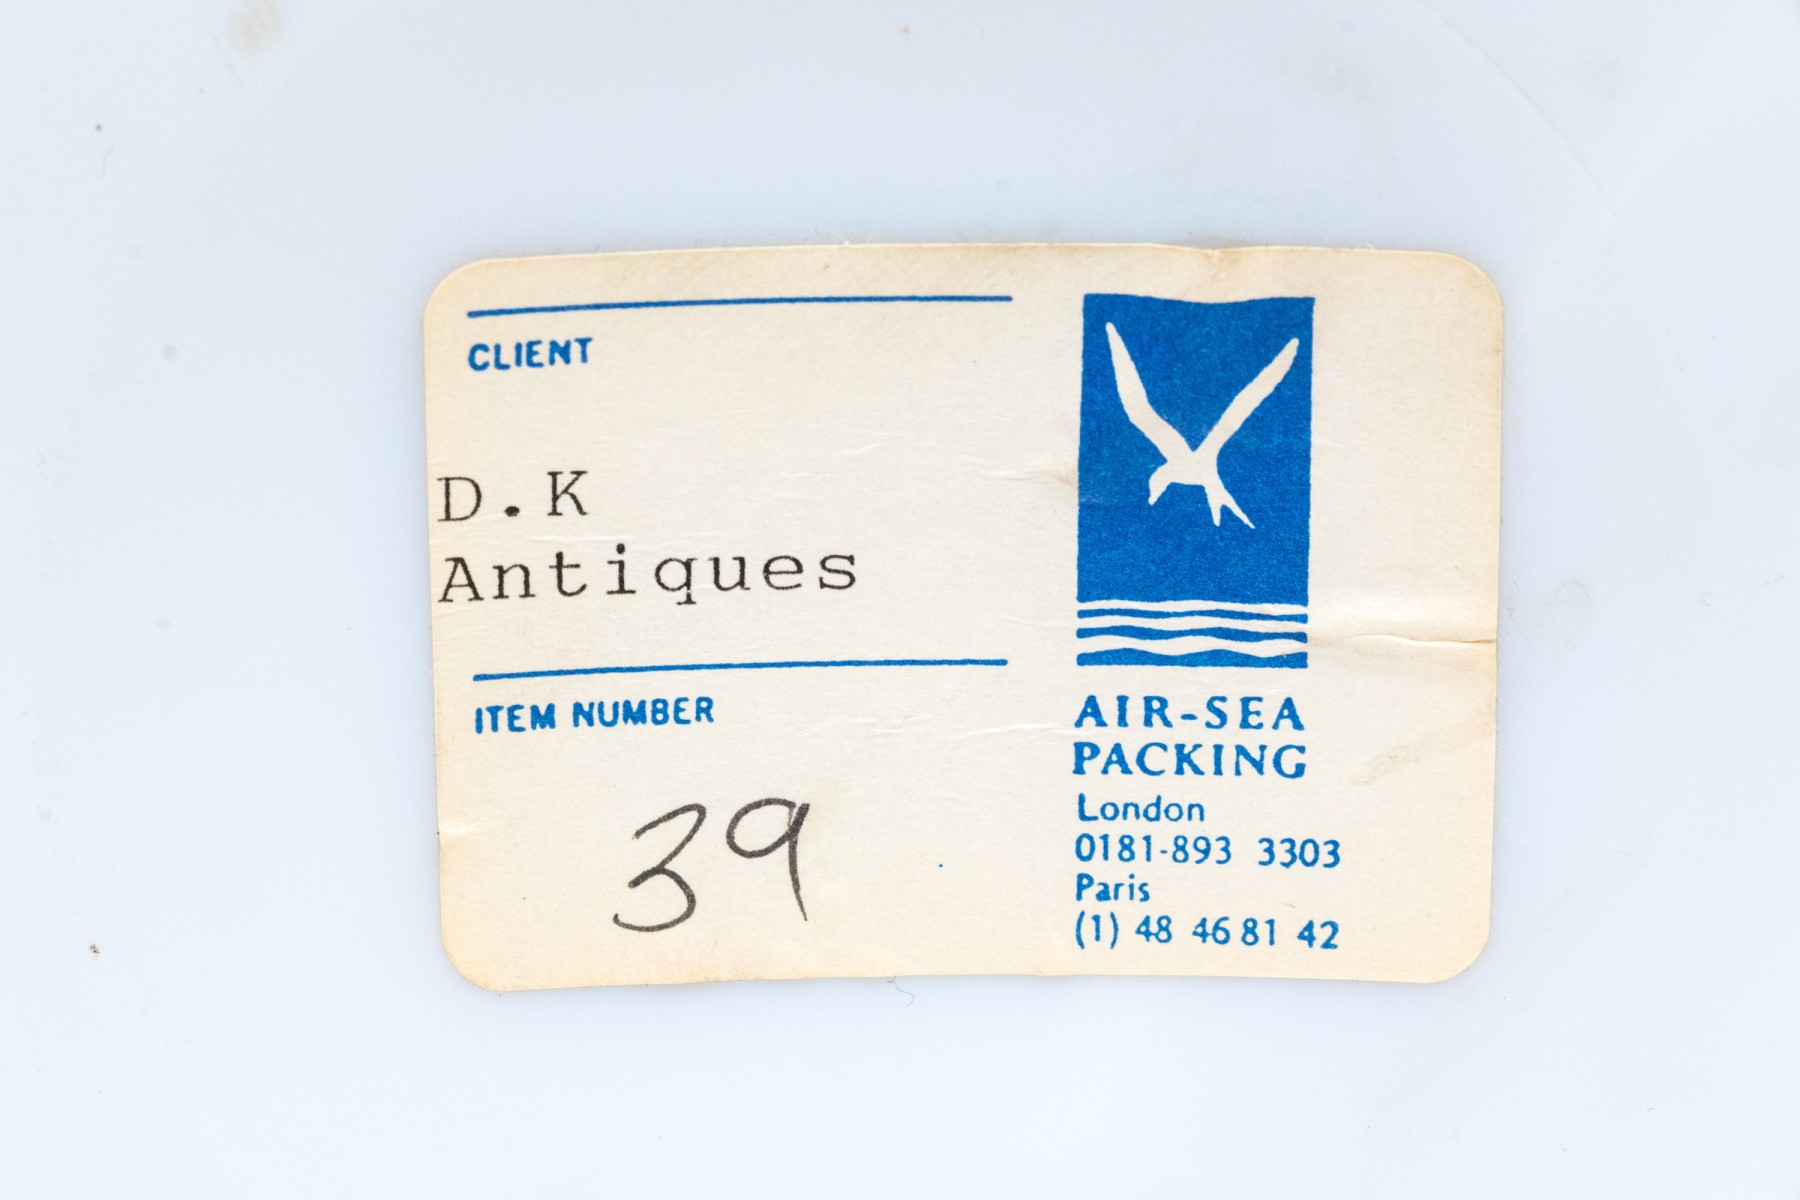 CLIENT
D.K
Antiques
ITEM NUMBER
39
AIR-SEA
PACKING
London
0181-893 3303
Paris
(1) 48 46 81 42